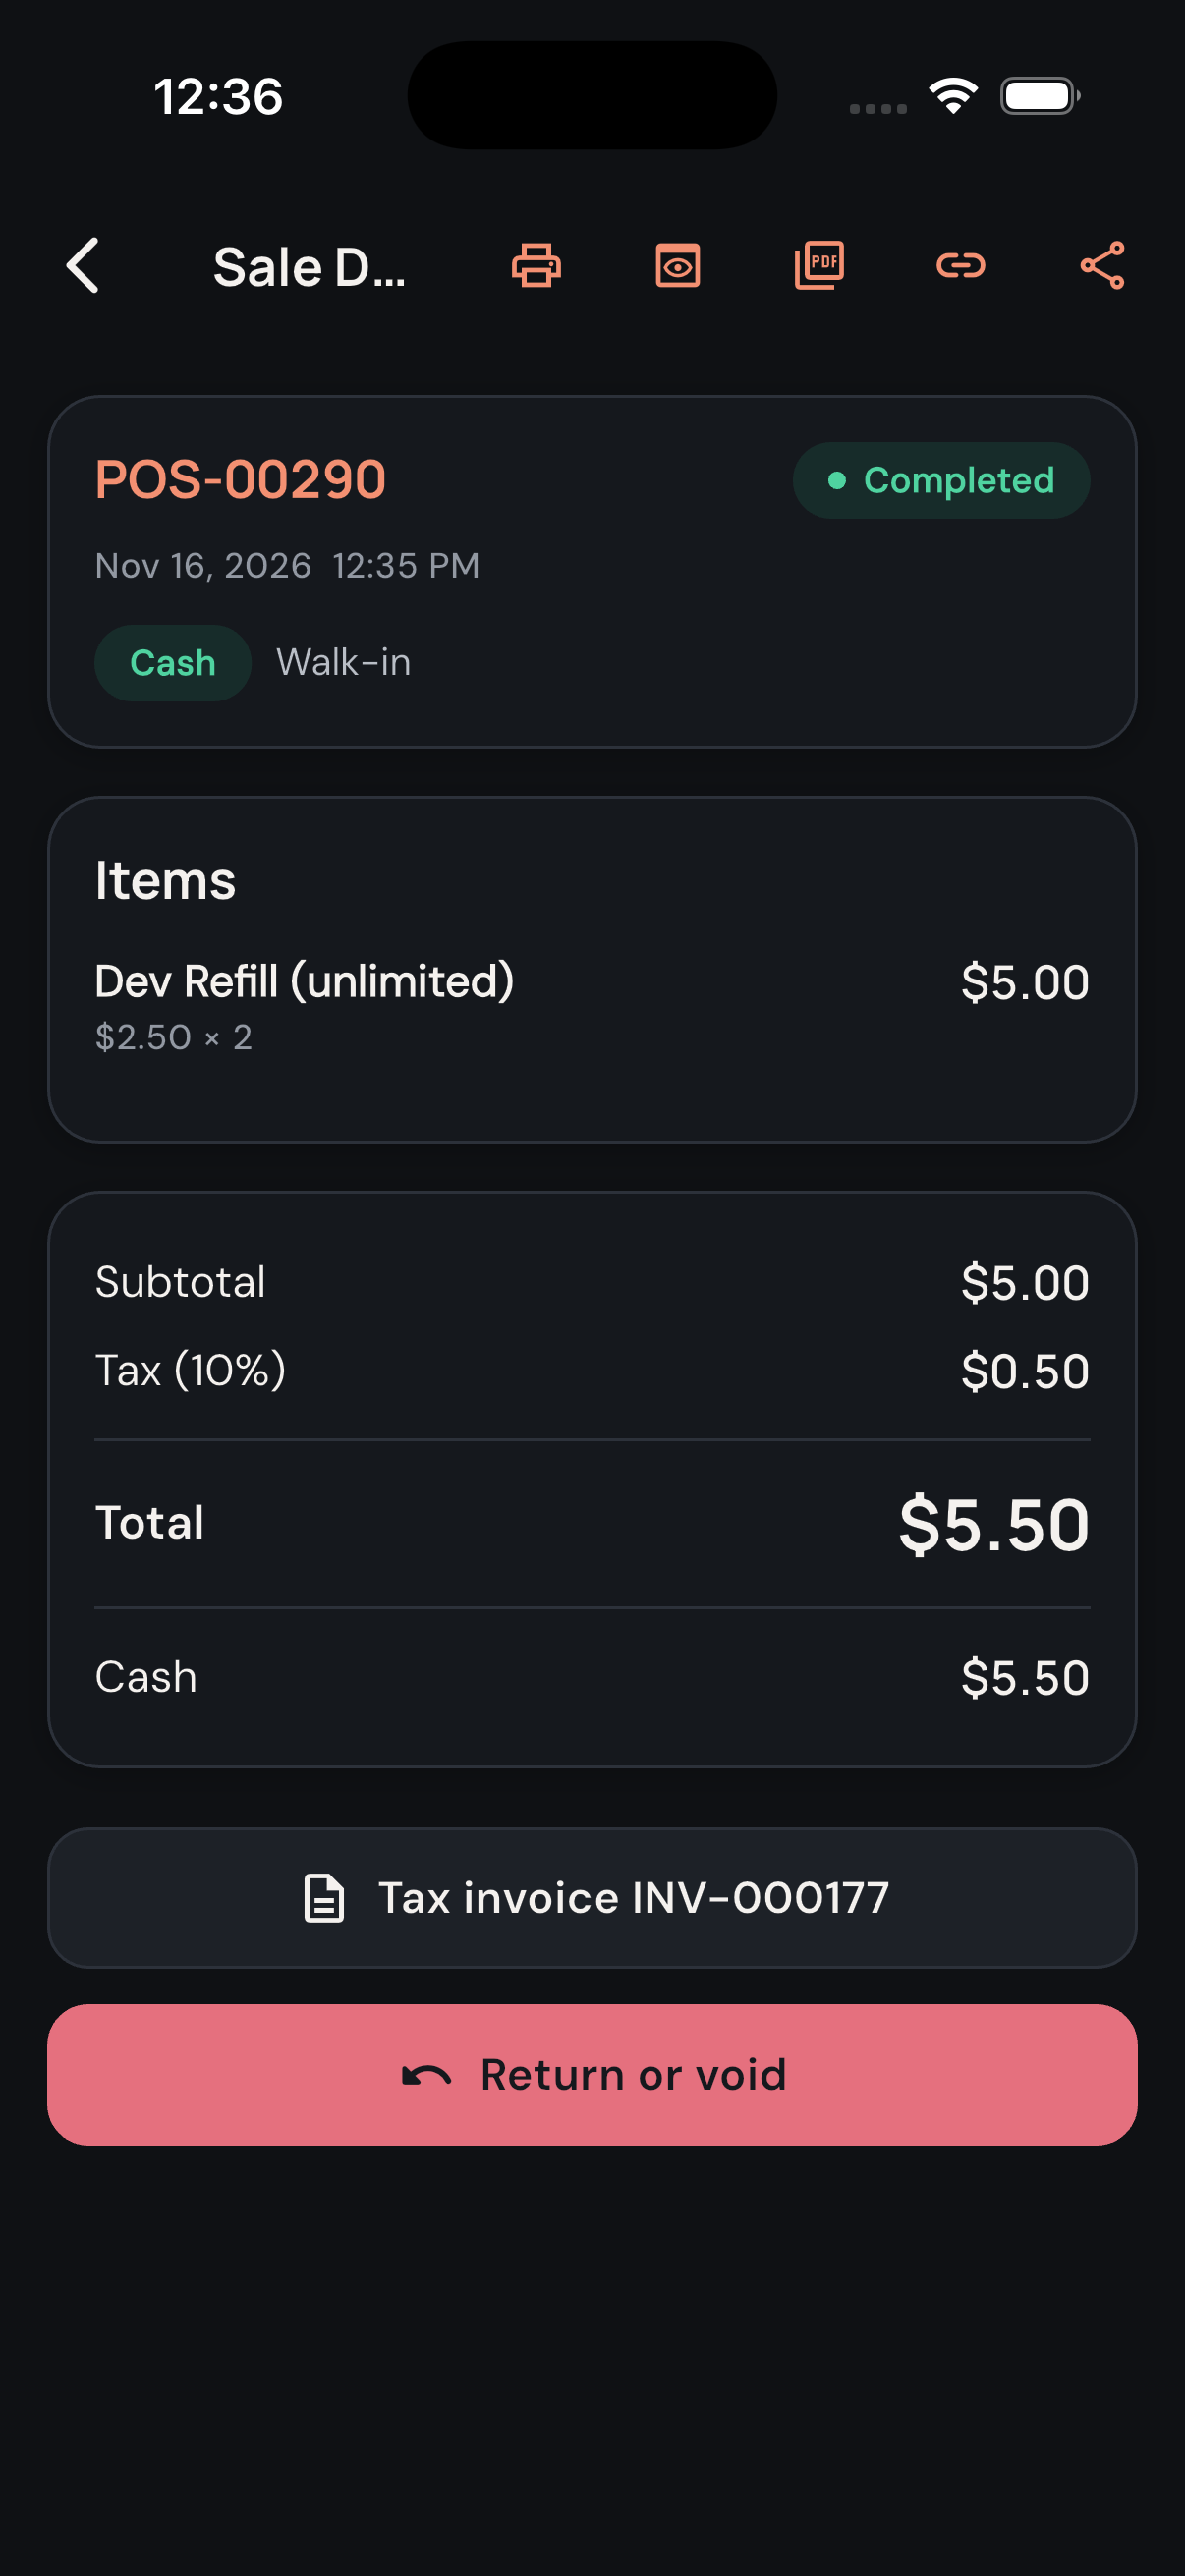 12:36
Sale D...
PDF
POS-00290
Completed
Nov 16, 2026 12:35 PM
Cash Walk-in
Items
Dev Refill (unlimited) $5.00
$2.50 × 2
Subtotal $5.00
Tax (10%) $0.50
Total $5.50
Cash $5.50
Tax invoice INV-000177
Return or void